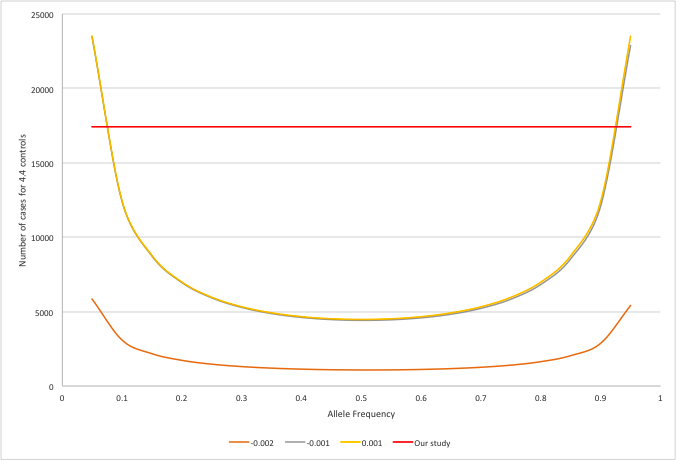 25000
20000
15000
10000
5000
0
Number of cases for 4.4 controls
0 0.1 0.2 0.3 0.4 0.5 0.6 0.7 0.8 0.9 1
Allele Frequency
-0.002 -0.001 0.001 Our study